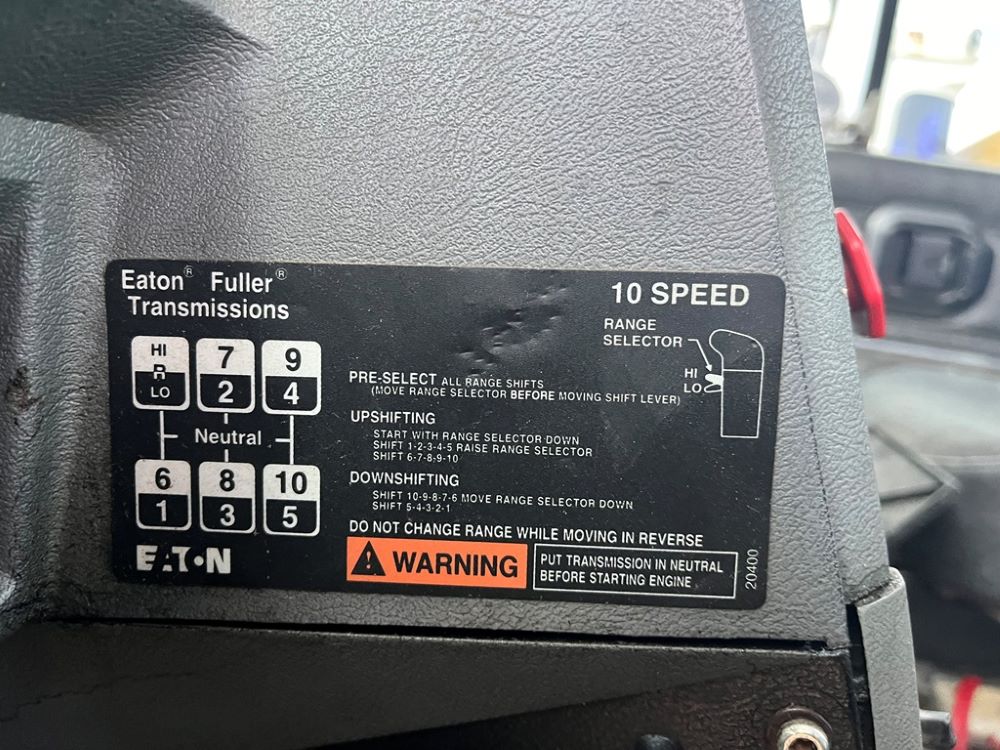 Eaton® Fuller®
Transmissions
10 SPEED
RANGE
SELECTOR
HI
LO
HI
R
LO
7
2
9
4
Neutral
6
1
8
3
10
5
PRE-SELECT ALL RANGE SHIFTS
(MOVE RANGE SELECTOR BEFORE MOVING SHIFT LEVER)
UPSHIFTING
START WITH RANGE SELECTOR DOWN
SHIFT 1-2-3-4-5 RAISE RANGE SELECTOR
SHIFT 6-7-8-9-10
DOWNSHIFTING
SHIFT 10-9-8-7-6 MOVE RANGE SELECTOR DOWN
SHIFT 5-4-3-2-1
DO NOT CHANGE RANGE WHILE MOVING IN REVERSE
EATON
WARNING
PUT TRANSMISSION IN NEUTRAL
BEFORE STARTING ENGINE
20400